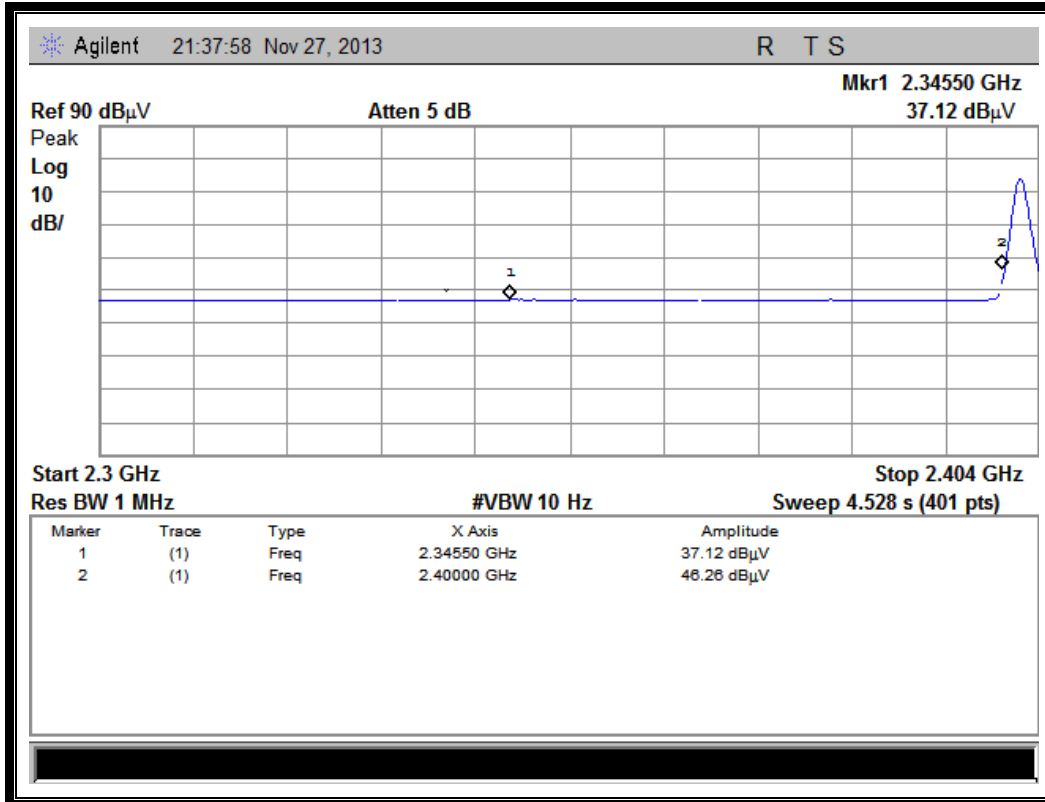 Agilent 21:37:58 Nov 27, 2013 R T S
Mkr1 2.34550 GHz
Ref 90 dBµV Atten 5 dB 37.12 dBµV
Peak
Log
10
dB/
1
2
Start 2.3 GHz Stop 2.404 GHz
Res BW 1 MHz #VBW 10 Hz Sweep 4.528 s (401 pts)
Marker Trace Type X Axis Amplitude
1 (1) Freq 2.34550 GHz 37.12 dBµV
2 (1) Freq 2.40000 GHz 46.26 dBµV